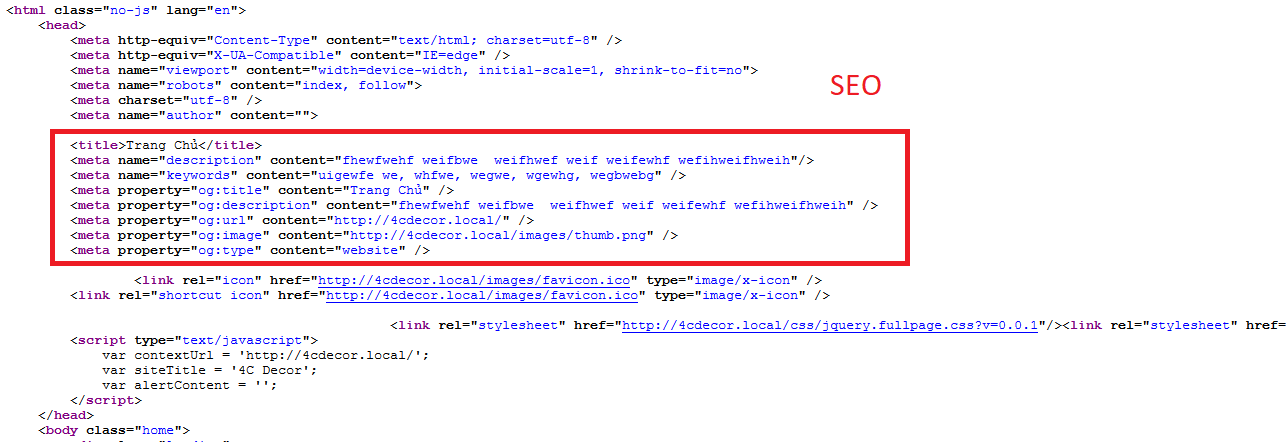 <html class="no-js" lang="en">
<head>
<meta http-equiv="Content-Type" content="text/html; charset=utf-8" />
<meta http-equiv="X-UA-Compatible" content="IE=edge" />
<meta name="viewport" content="width=device-width, initial-scale=1, shrink-to-fit=no">
<meta name="robots" content="index, follow">
<meta charset="utf-8" />
<meta name="author" content="">
SEO
<title>Trang Chủ</title>
<meta name="description" content="fhewfwehf weifbwe  weifhwef weif weifewhf wefihweifhweih"/>
<meta name="keywords" content="uigewfe we, whfwe, wegwe, wgewhg, wegbwebg" />
<meta property="og:title" content="Trang Chủ" />
<meta property="og:description" content="fhewfwehf weifbwe  weifhwef weif weifewhf wefihweifhweih" />
<meta property="og:url" content="http://4cdecor.local/" />
<meta property="og:image" content="http://4cdecor.local/images/thumb.png" />
<meta property="og:type" content="website" />
<link rel="icon" href="http://4cdecor.local/images/favicon.ico" type="image/x-icon" />
<link rel="shortcut icon" href="http://4cdecor.local/images/favicon.ico" type="image/x-icon" />
<link rel="stylesheet" href="http://4cdecor.local/css/jquery.fullpage.css?v=0.0.1"/><link rel="stylesheet" href=
<script type="text/javascript">
var contextUrl = 'http://4cdecor.local/';
var siteTitle = '4C Decor';
var alertContent = '';
</script>
</head>
<body class="home">